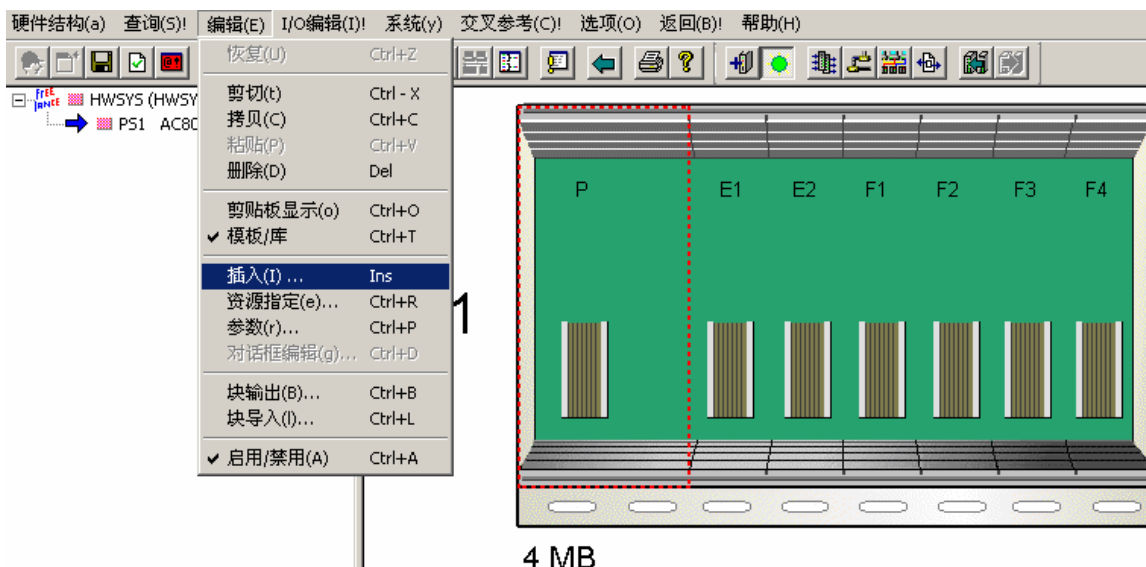 硬件结构(a) 查询(S)! 编辑(E) I/O编辑(I)! 系统(y) 交叉参考(C)! 选项(O) 返回(B)! 帮助(H)
恢复(U) Ctrl+Z
剪切(t) Ctrl - X
拷贝(C) Ctrl+C
粘贴(P) Ctrl+V
删除(D) Del
剪贴板显示(o) Ctrl+O
模板/库 Ctrl+T
插入(I) ... Ins
资源指定(e)... Ctrl+R
参数(r)... Ctrl+P
对话框编辑(g)... Ctrl+D
块输出(B)... Ctrl+B
块导入(l)... Ctrl+L
启用/禁用(A) Ctrl+A
FREE
LANCE
HWSYS (HWSY
PS1 AC80
P E1 E2 F1 F2 F3 F4
1
4 MB